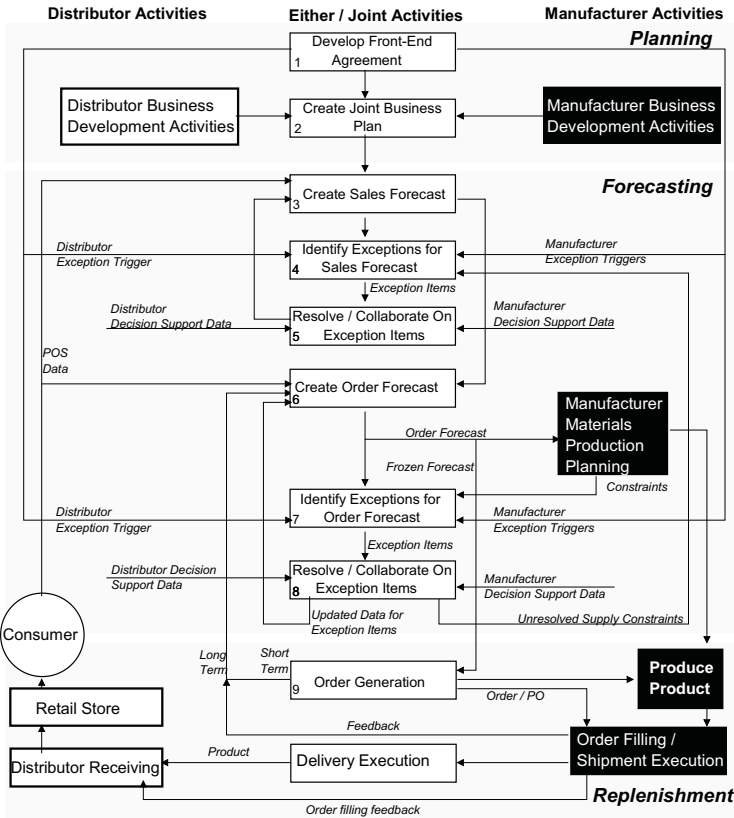 Distributor Activities
Either / Joint Activities
Manufacturer Activities
Planning
Develop Front-End
Agreement
1
Distributor Business
Development Activities
Create Joint Business
Plan
2
Manufacturer Business
Development Activities
Forecasting
Create Sales Forecast
3
Distributor
Exception Trigger
Identify Exceptions for
Sales Forecast
4
Manufacturer
Exception Triggers
Exception Items
Distributor
Decision Support Data
Resolve / Collaborate On
Exception Items
5
Manufacturer
Decision Support Data
POS
Data
Create Order Forecast
6
Manufacturer
Materials
Production
Planning
Order Forecast
Frozen Forecast
Constraints
Distributor
Exception Trigger
Identify Exceptions for
Order Forecast
7
Manufacturer
Exception Triggers
Exception Items
Distributor Decision
Support Data
Resolve / Collaborate On
Exception Items
8
Manufacturer
Decision Support Data
Updated Data for
Exception Items
Unresolved Supply Constraints
Consumer
Long
Term
Short
Term
Order Generation
9
Produce
Product
Order / PO
Retail Store
Feedback
Order Filling /
Shipment Execution
Product
Delivery Execution
Distributor Receiving
Replenishment
Order filling feedback